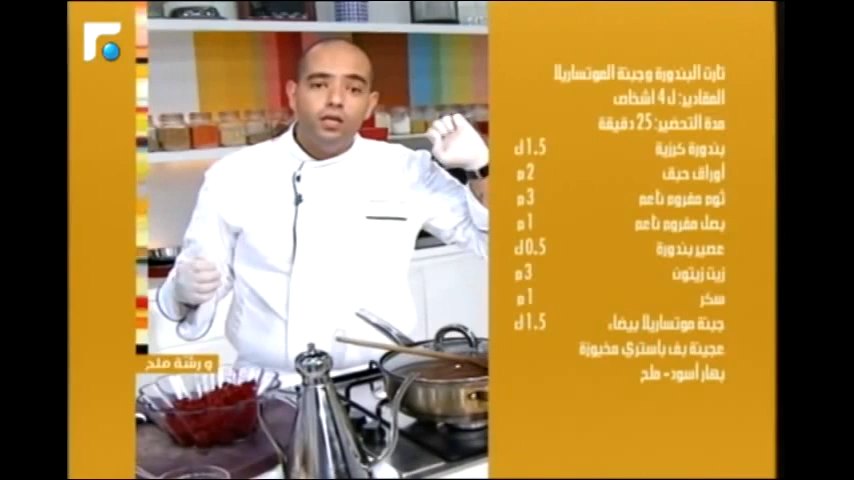 تارت البندورة وجبنة الموتساريلا
المقادير: ل 4 اشخاص
مدة التحضير: 25 دقيقة
بندورة كرزية 1.5 ك
أوراق حبق 2 م
ثوم مفروم ناعم 3 م
بصل مفروم ناعم 1 م
عصير بندورة 0.5 ك
زيت زيتون 3 م
سكر 1 م
جبنة موتساريلا بيضاء 1.5 ك
عجينة بف باستري مخبوزة
بهار أسود - ملح
و رشة ملح